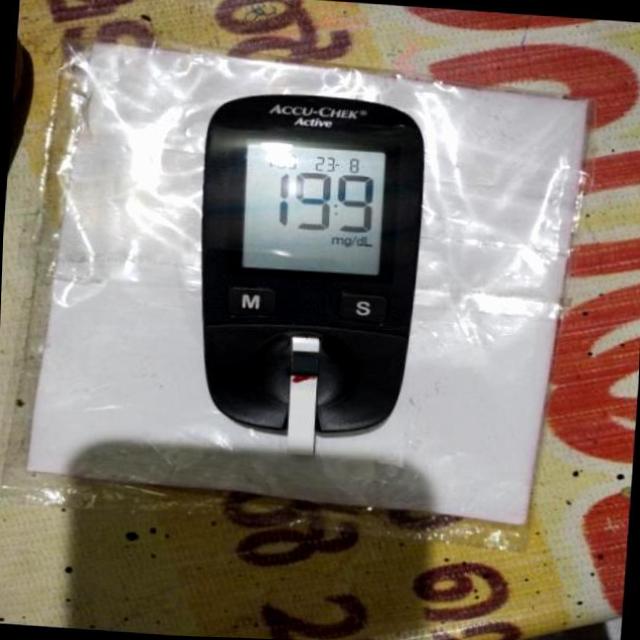 ACCU-CHEK®
Active
23- 8
199
mg/dL
M
S